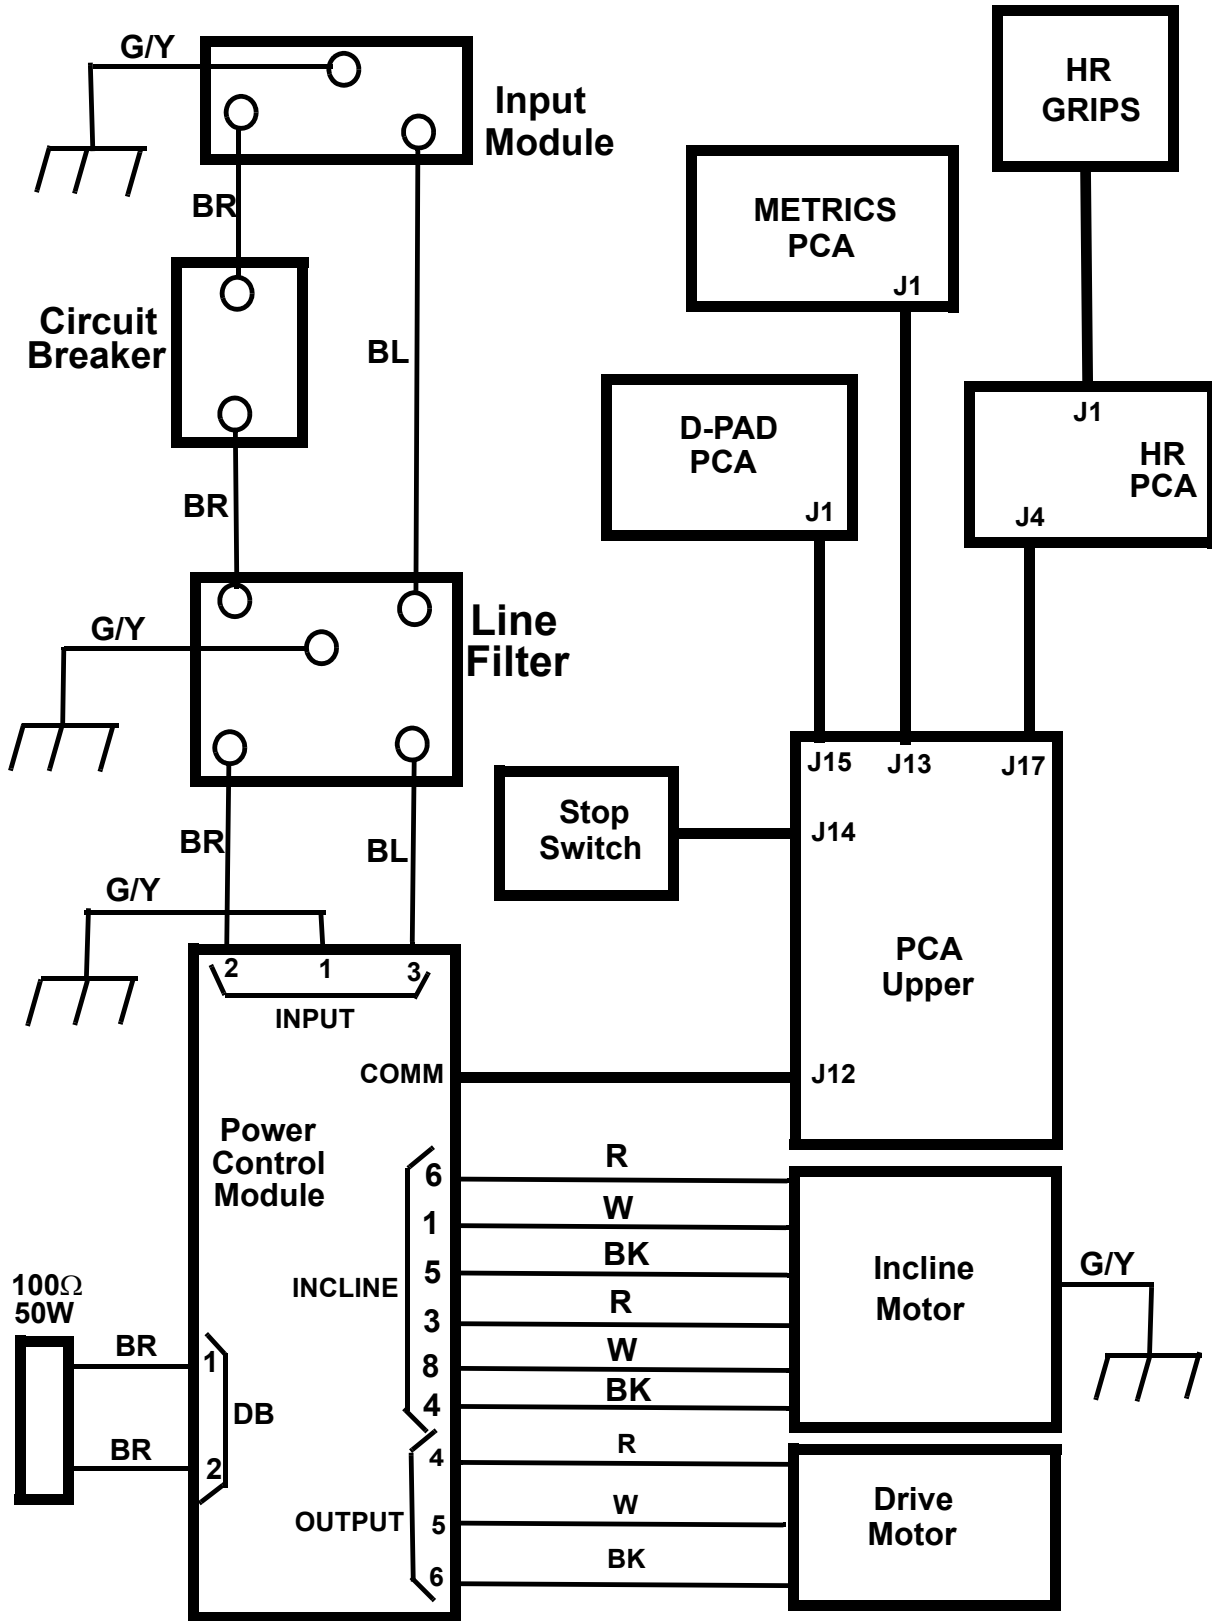 G/Y
Input
Module
HR
GRIPS
METRICS
PCA
J1
BR
Circuit
Breaker
BL
D-PAD
PCA
J1
J1
HR
PCA
J4
BR
G/Y
Line
Filter
J15
J13
J17
Stop
Switch
J14
BR
BL
G/Y
PCA
Upper
2
1
3
INPUT
COMM
J12
Power
Control
Module
INCLINE
6
R
1
W
5
BK
3
R
8
W
4
BK
Incline
Motor
G/Y
100Ω
50W
BR
1
DB
BR
2
OUTPUT
4
R
5
W
6
BK
Drive
Motor